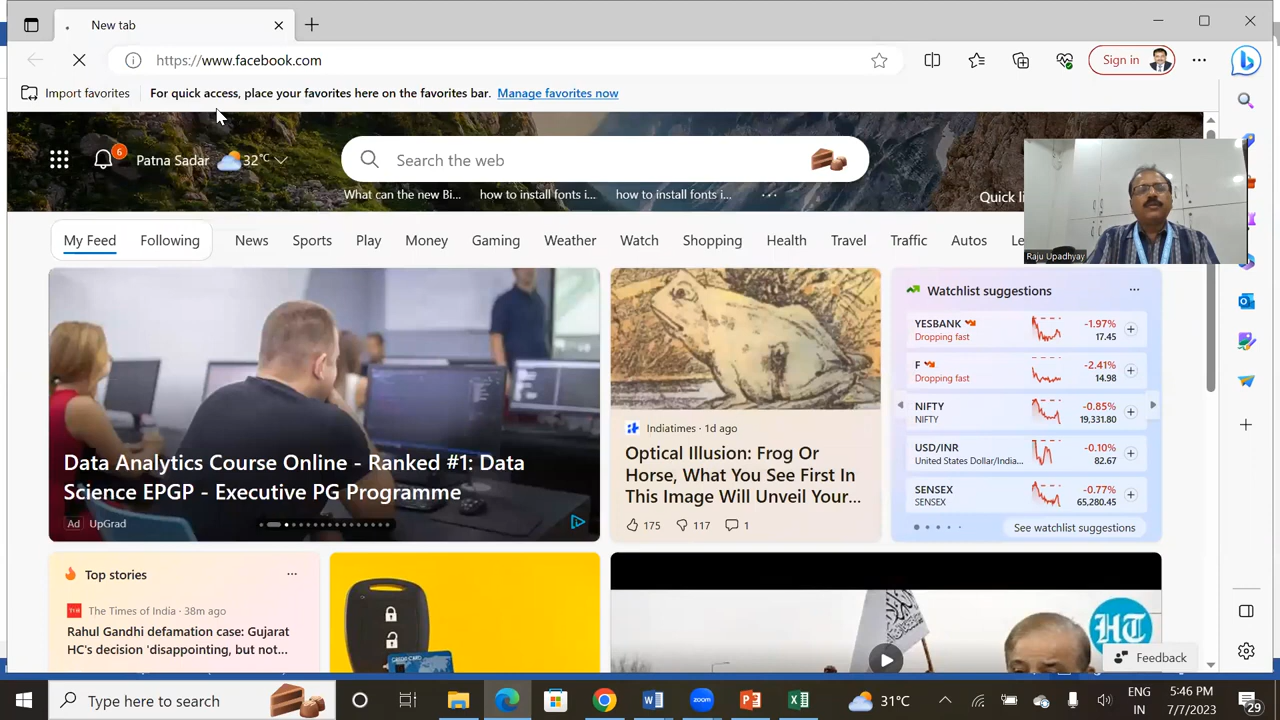 New tab
https://www.facebook.com
Sign in
Import favorites
For quick access, place your favorites here on the favorites bar.
Manage favorites now
6
Patna Sadar
32°C
Search the web
What can the new Bi...
how to install fonts i...
how to install fonts i...
Quick li
My Feed
Following
News
Sports
Play
Money
Gaming
Weather
Watch
Shopping
Health
Travel
Traffic
Autos
Le
Raju Upadhyay
Data Analytics Course Online - Ranked #1: Data
Science EPGP - Executive PG Programme
Ad UpGrad
Indiatimes · 1d ago
Optical Illusion: Frog Or
Horse, What You See First In
This Image Will Unveil Your...
175
117
1
Watchlist suggestions
YESBANK
-1.97%
Dropping fast
17.45
F
-2.41%
Dropping fast
14.98
NIFTY
-0.85%
NIFTY
19,331.80
USD/INR
-0.10%
United States Dollar/India...
82.67
SENSEX
-0.77%
SENSEX
65,280.45
See watchlist suggestions
Top stories
The Times of India · 38m ago
Rahul Gandhi defamation case: Gujarat
HC's decision 'disappointing, but not...
CREDIT CARD
HT
Feedback
Type here to search
31°C
ENG
IN
5:46 PM
7/7/2023
29